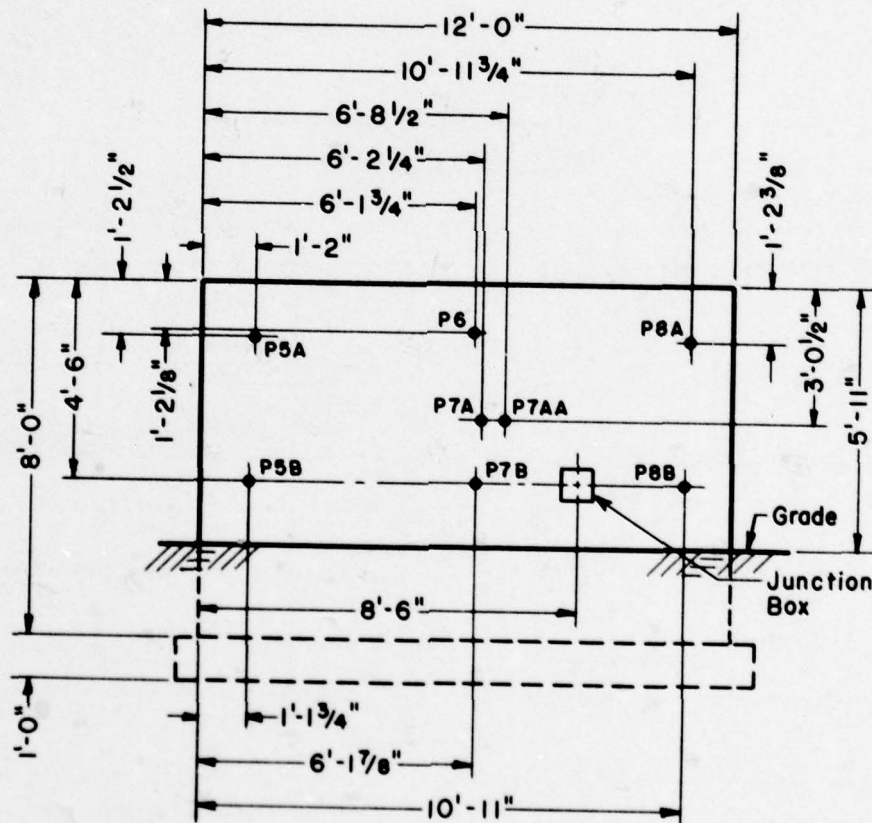 12'-0"
10'-11 3/4"
6'-8 1/2"
6'-2 1/4"
6'-1 3/4"
1'-2 1/2"
1'-2"
1'-2 3/8"
P5A
P6
P8A
8'-0"
4'-6"
1'-2 1/8"
3'-0 1/2"
5'-11"
P7A
P7AA
P5B
P7B
P8B
Grade
Junction
Box
8'-6"
1'-0"
1'-1 3/4"
6'-1 7/8"
10'-11"